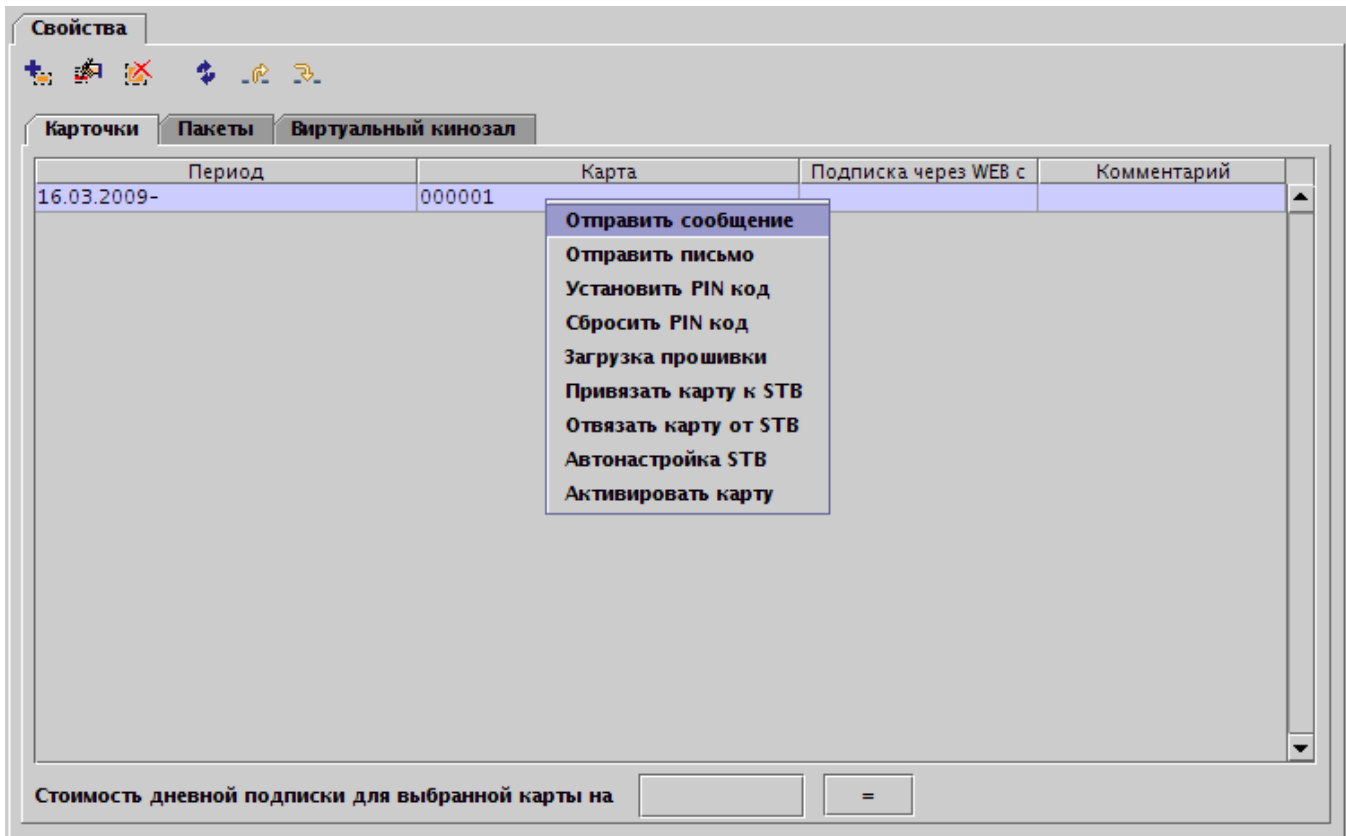 Свойства
Карточки Пакеты Виртуальный кинозал
Период Карта Подписка через WEB с Комментарий
16.03.2009- 000001
Отправить сообщение
Отправить письмо
Установить PIN код
Сбросить PIN код
Загрузка прошивки
Привязать карту к STB
Отвязать карту от STB
Автонастройка STB
Активировать карту
Стоимость дневной подписки для выбранной карты на =